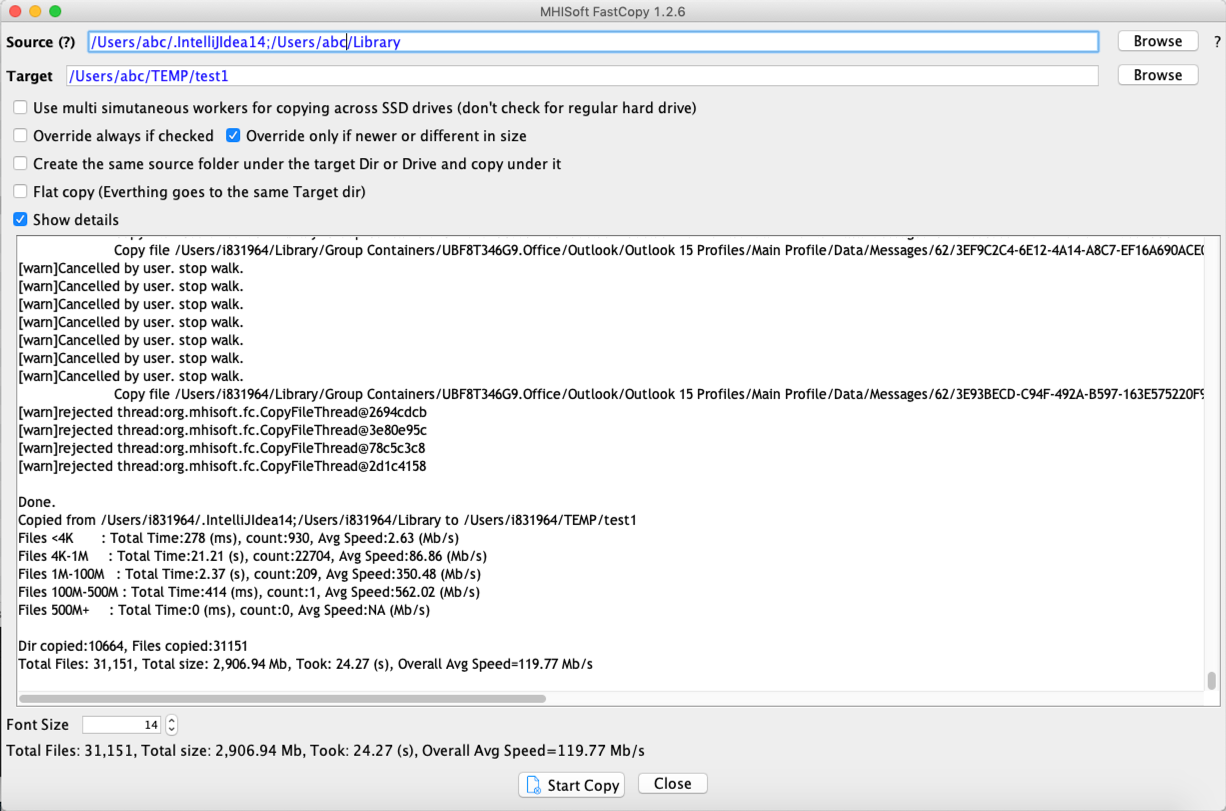 MHISoft FastCopy 1.2.6
Source (?) /Users/abc/.IntelliJIdea14;/Users/abc/Library Browse ?
Target /Users/abc/TEMP/test1 Browse
Use multi simutaneous workers for copying across SSD drives (don't check for regular hard drive)
Override always if checked Override only if newer or different in size
Create the same source folder under the target Dir or Drive and copy under it
Flat copy (Everthing goes to the same Target dir)
Show details
Copy file /Users/i831964/Library/Group Containers/UBF8T346G9.Office/Outlook/Outlook 15 Profiles/Main Profile/Data/Messages/62/3EF9C2C4-6E12-4A14-A8C7-EF16A690ACE
[warn]Cancelled by user. stop walk.
[warn]Cancelled by user. stop walk.
[warn]Cancelled by user. stop walk.
[warn]Cancelled by user. stop walk.
[warn]Cancelled by user. stop walk.
[warn]Cancelled by user. stop walk.
[warn]Cancelled by user. stop walk.
Copy file /Users/i831964/Library/Group Containers/UBF8T346G9.Office/Outlook/Outlook 15 Profiles/Main Profile/Data/Messages/62/3E93BECD-C94F-492A-B597-163E575220F9
[warn]rejected thread:org.mhisoft.fc.CopyFileThread@2694cdcb
[warn]rejected thread:org.mhisoft.fc.CopyFileThread@3e80e95c
[warn]rejected thread:org.mhisoft.fc.CopyFileThread@78c5c3c8
[warn]rejected thread:org.mhisoft.fc.CopyFileThread@2d1c4158
Done.
Copied from /Users/i831964/.IntelliJIdea14;/Users/i831964/Library to /Users/i831964/TEMP/test1
Files <4K : Total Time:278 (ms), count:930, Avg Speed:2.63 (Mb/s)
Files 4K-1M : Total Time:21.21 (s), count:22704, Avg Speed:86.86 (Mb/s)
Files 1M-100M : Total Time:2.37 (s), count:209, Avg Speed:350.48 (Mb/s)
Files 100M-500M : Total Time:414 (ms), count:1, Avg Speed:562.02 (Mb/s)
Files 500M+ : Total Time:0 (ms), count:0, Avg Speed:NA (Mb/s)
Dir copied:10664, Files copied:31151
Total Files: 31,151, Total size: 2,906.94 Mb, Took: 24.27 (s), Overall Avg Speed=119.77 Mb/s
Font Size 14
Total Files: 31,151, Total size: 2,906.94 Mb, Took: 24.27 (s), Overall Avg Speed=119.77 Mb/s
Start Copy Close